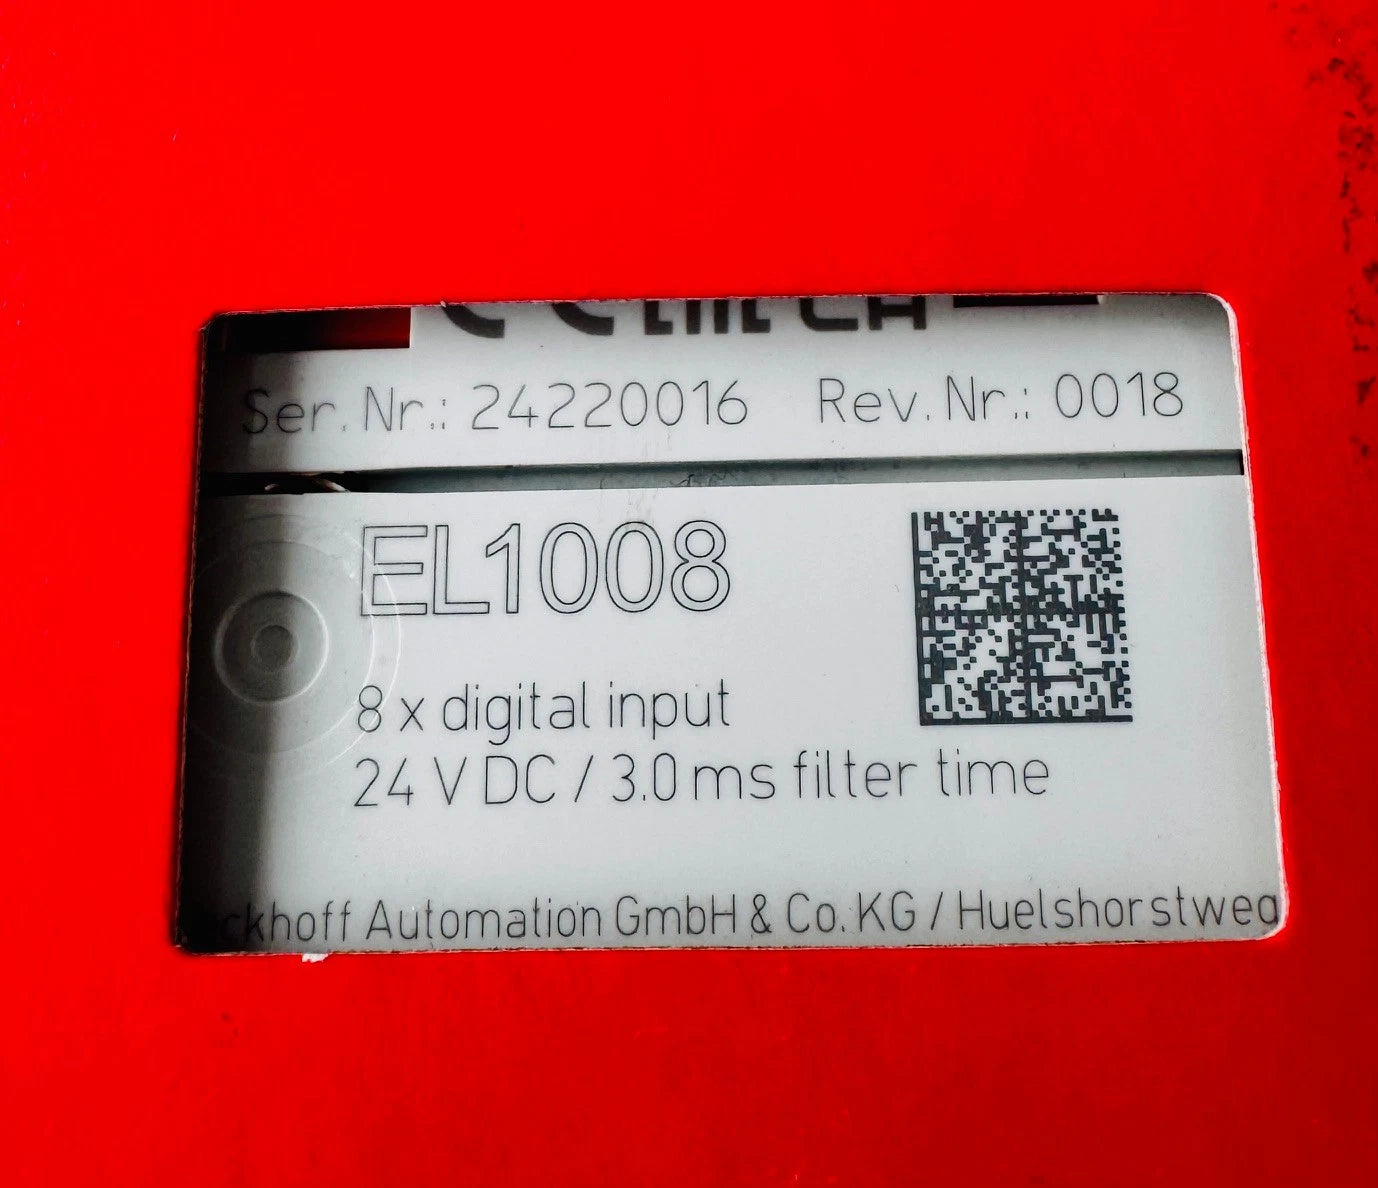 Ser. Nr.: 24220016 Rev. Nr.: 0018
EL1008
8 x digital input
24 V DC / 3.0 ms filter time
ckhoff Automation GmbH & Co. KG / Huelshorstweg